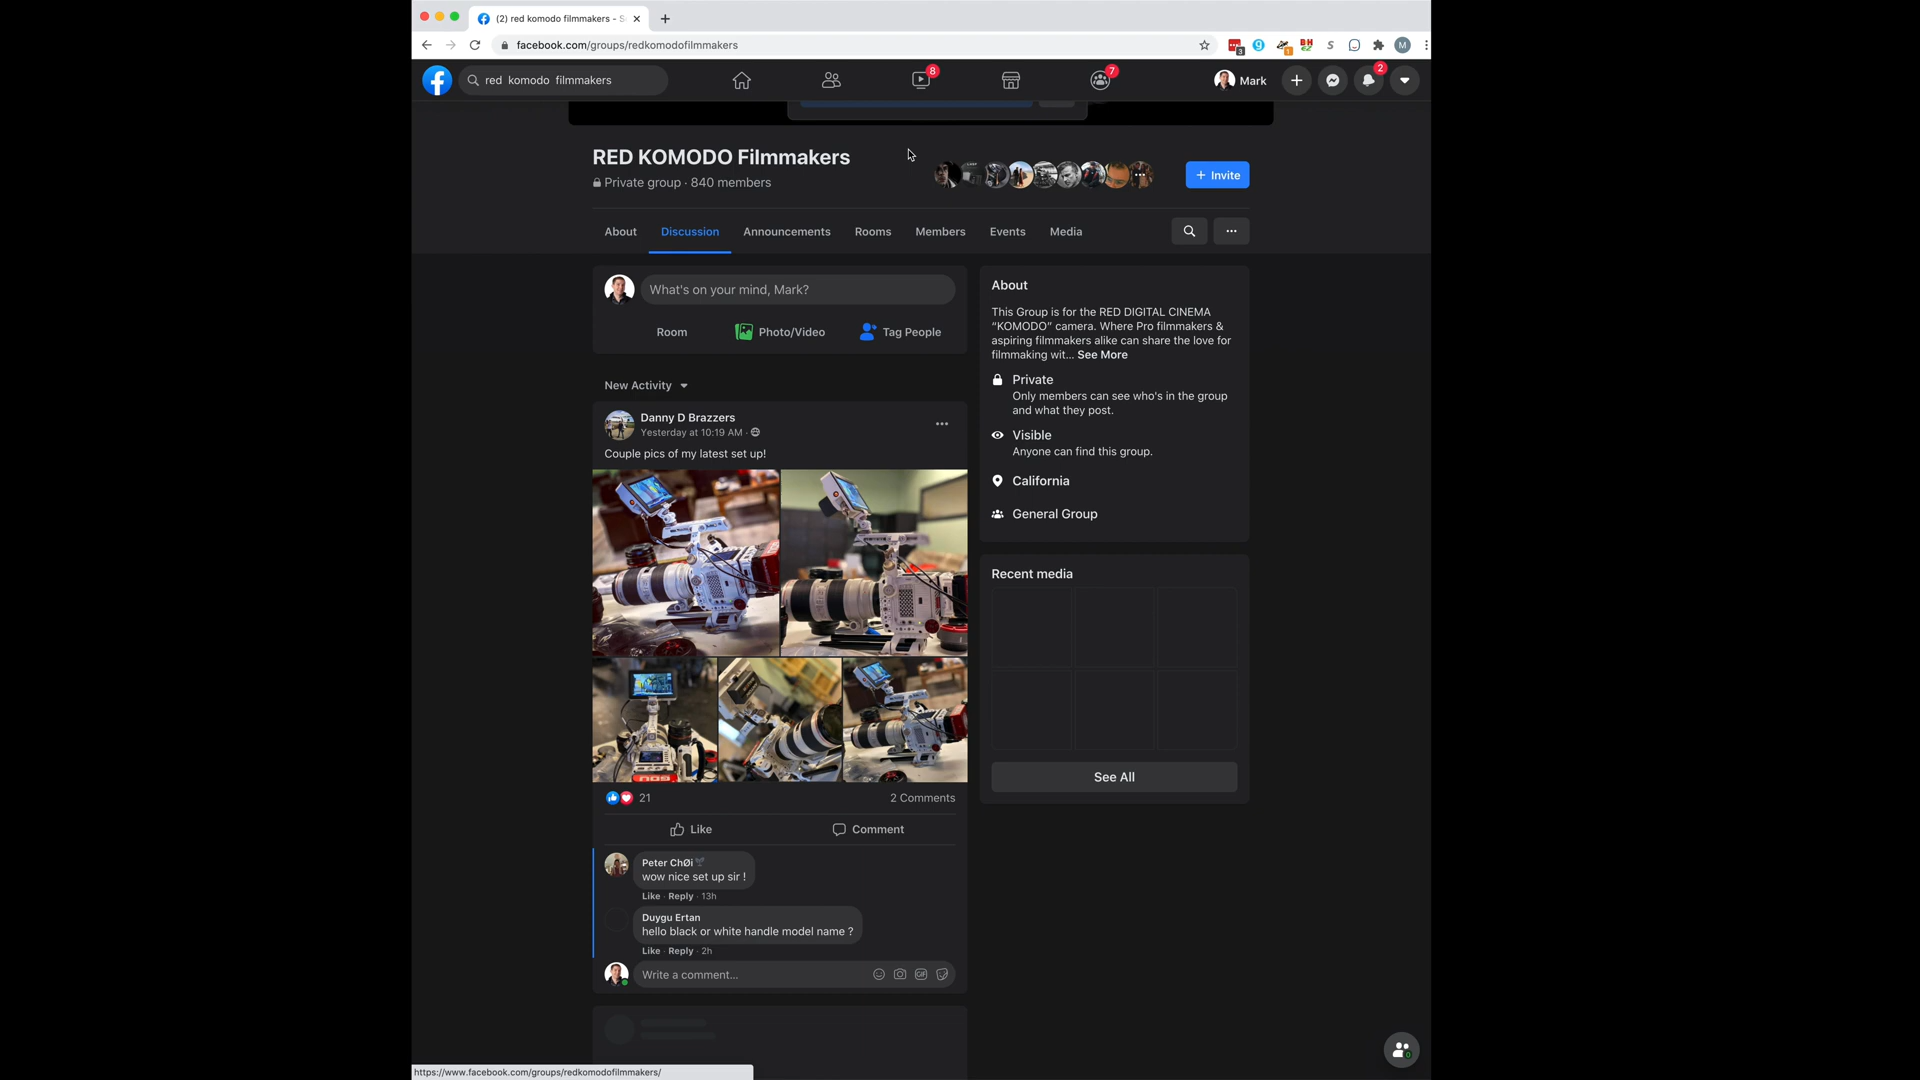 (2) red komodo filmmakers - S
facebook.com/groups/redkomodofilmmakers
3
1
M
red komodo filmmakers
8
7
Mark
2
RED KOMODO Filmmakers
Private group · 840 members
+ Invite
About
Discussion
Announcements
Rooms
Members
Events
Media
What's on your mind, Mark?
Room
Photo/Video
Tag People
New Activity
Danny D Brazzers
Yesterday at 10:19 AM ·
Couple pics of my latest set up!
21
2 Comments
Like
Comment
Peter ChØi
wow nice set up sir !
Like · Reply · 13h
Duygu Ertan
hello black or white handle model name ?
Like · Reply · 2h
Write a comment...
GIF
About
This Group is for the RED DIGITAL CINEMA
“KOMODO” camera. Where Pro filmmakers &
aspiring filmmakers alike can share the love for
filmmaking wit... See More
Private
Only members can see who's in the group
and what they post.
Visible
Anyone can find this group.
California
General Group
Recent media
See All
0
https://www.facebook.com/groups/redkomodofilmmakers/